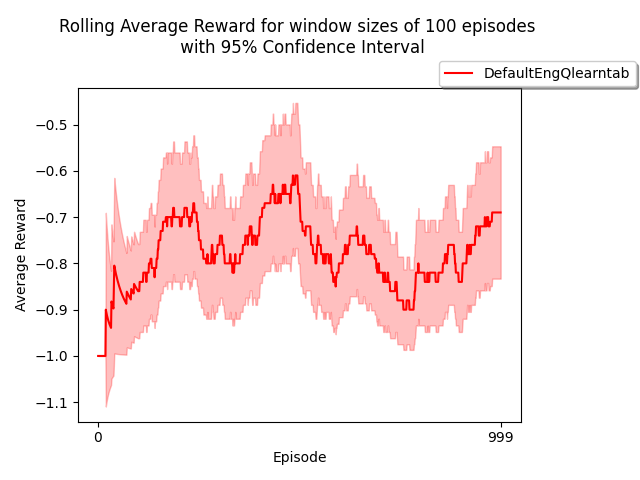 Rolling Average Reward for window sizes of 100 episodes
with 95% Confidence Interval
DefaultEngQlearntab
−0.5
−0.6
−0.7
−0.8
−0.9
−1.0
−1.1
Average Reward
0
999
Episode